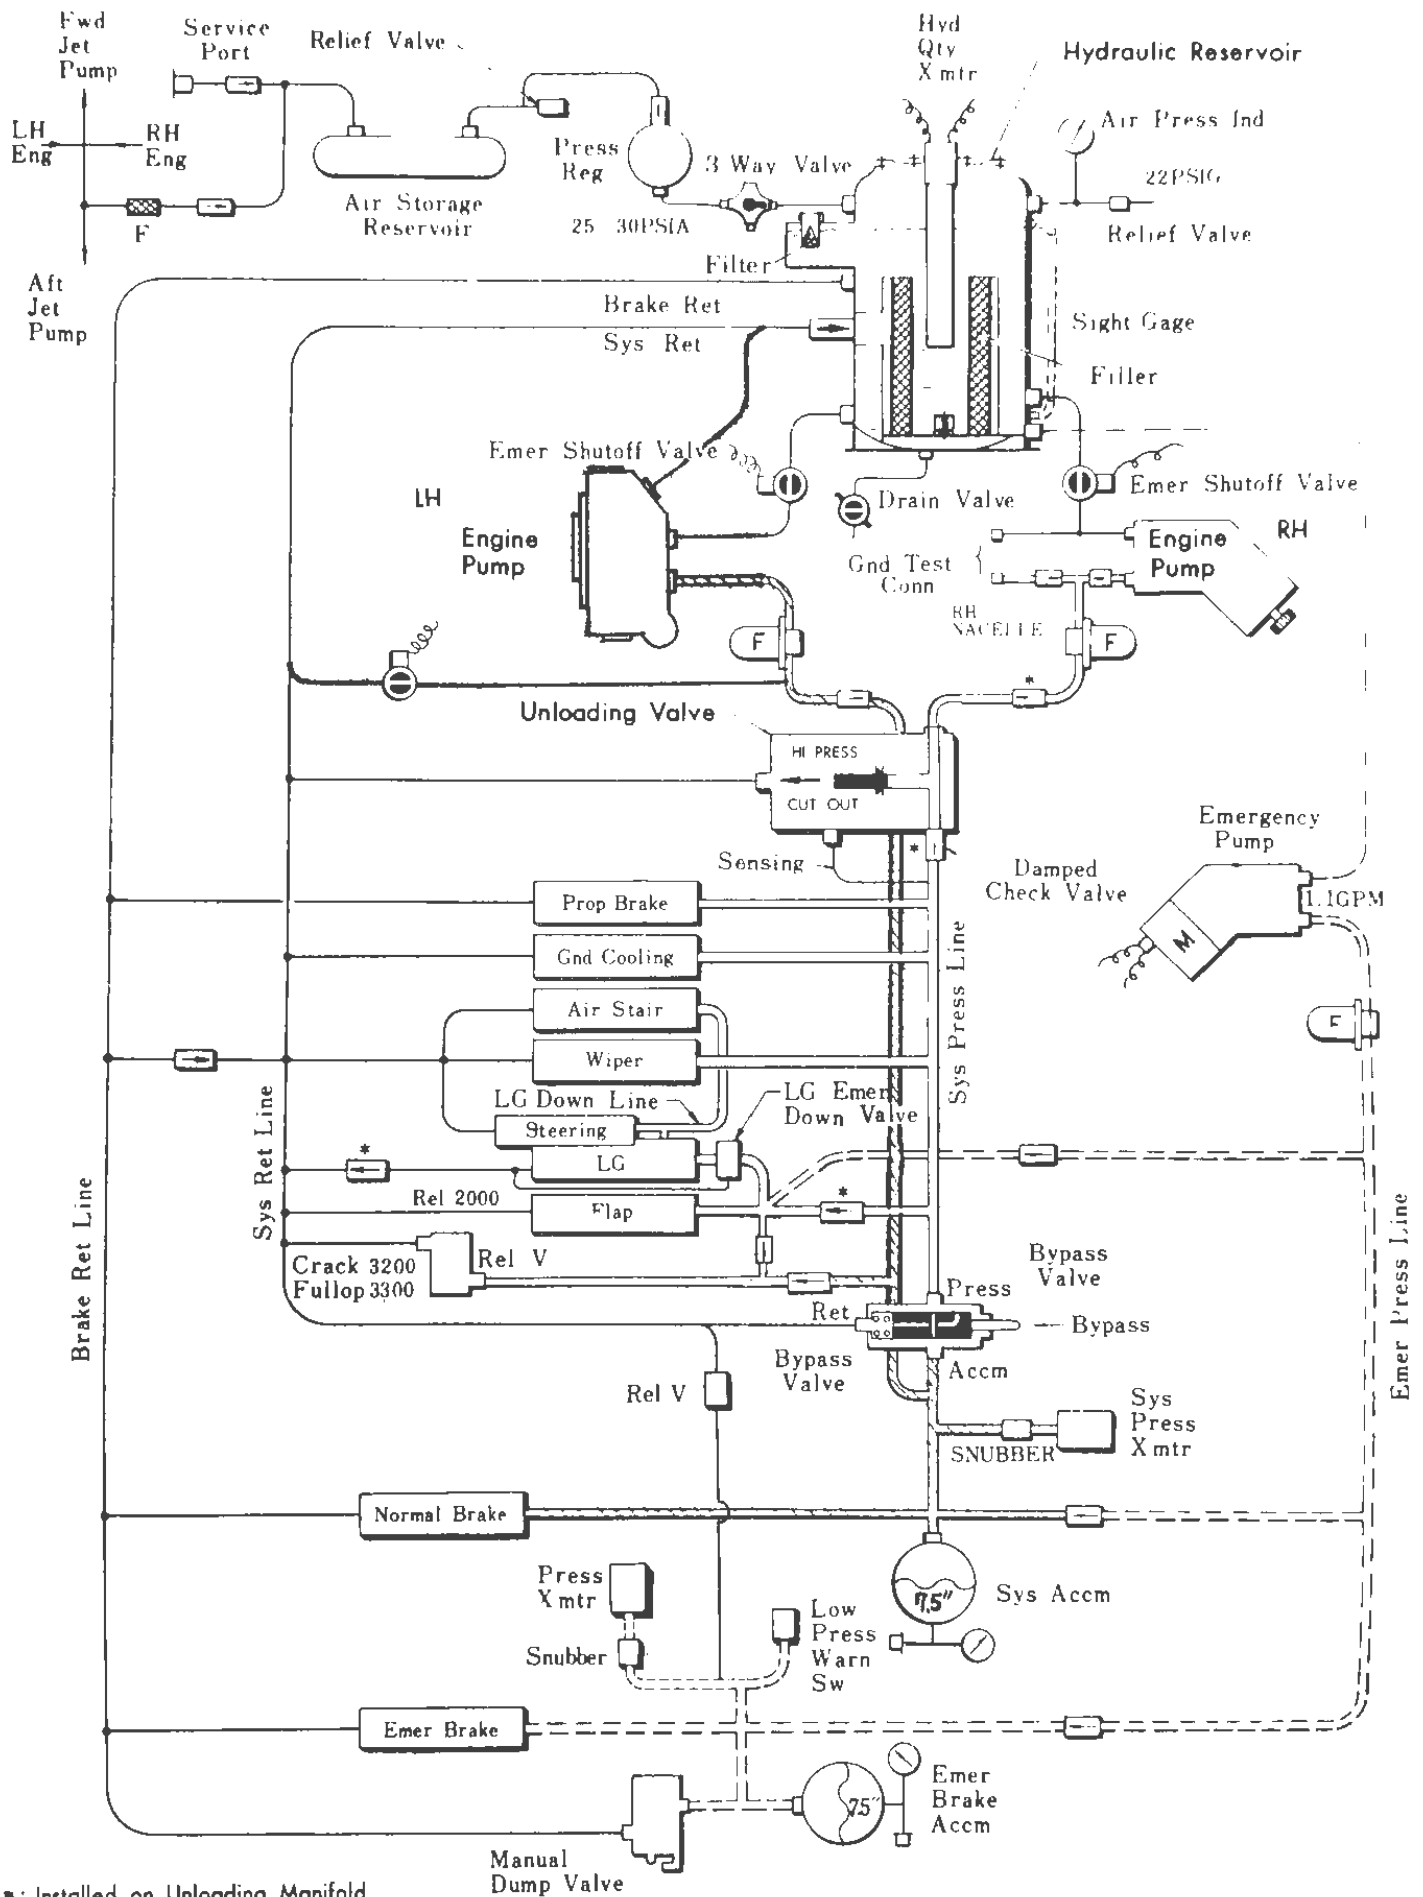 Fwd
Jet
Pump
Service
Port
Relief Valve
Hyd
Qty
Xmtr
Hydraulic Reservoir
LH
Eng
RH
Eng
F
Aft
Jet
Pump
Air Storage
Reservoir
Press
Reg
25 30PSIA
3 Way Valve
Air Press Ind
22PSIG
Relief Valve
Filter
Brake Ret
Sys Ret
Sight Gage
Filler
Emer Shutoff Valve
LH
Engine
Pump
Drain Valve
Emer Shutoff Valve
Gnd Test
Conn
RH
Engine
Pump
RH
NACELLE
F
F
*
Unloading Valve
HI PRESS
CUT OUT
Sensing
*
Damped
Check Valve
Emergency
Pump
1.1GPM
M
F
Prop Brake
Gnd Cooling
Air Stair
Wiper
Sys Press Line
LG Down Line
LG Emer
Down Valve
Steering
LG
*
Rel 2000
Flap
*
Sys Ret Line
Brake Ret Line
Emer Press Line
Crack 3200
Fullop 3300
Rel V
Press
Bypass
Valve
Ret
Bypass
Bypass
Valve
Accm
Rel V
Sys
Press
Xmtr
SNUBBER
Normal Brake
7.5"
Sys Accm
Press
Xmtr
Snubber
Low
Press
Warn
Sw
Emer Brake
7.5"
Emer
Brake
Accm
Manual
Dump Valve
*: Installed on Unloading Manifold